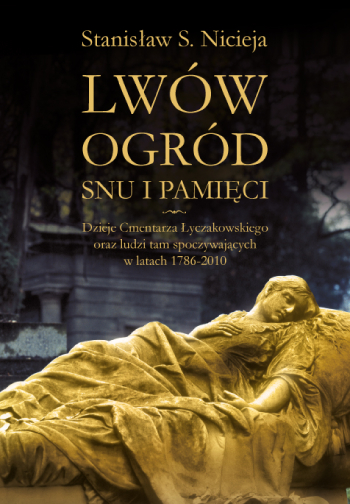 Stanisław S. Nicieja
LWÓW
OGRÓD
SNU I PAMIĘCI
Dzieje Cmentarza Łyczakowskiego
oraz ludzi tam spoczywających
w latach 1786-2010